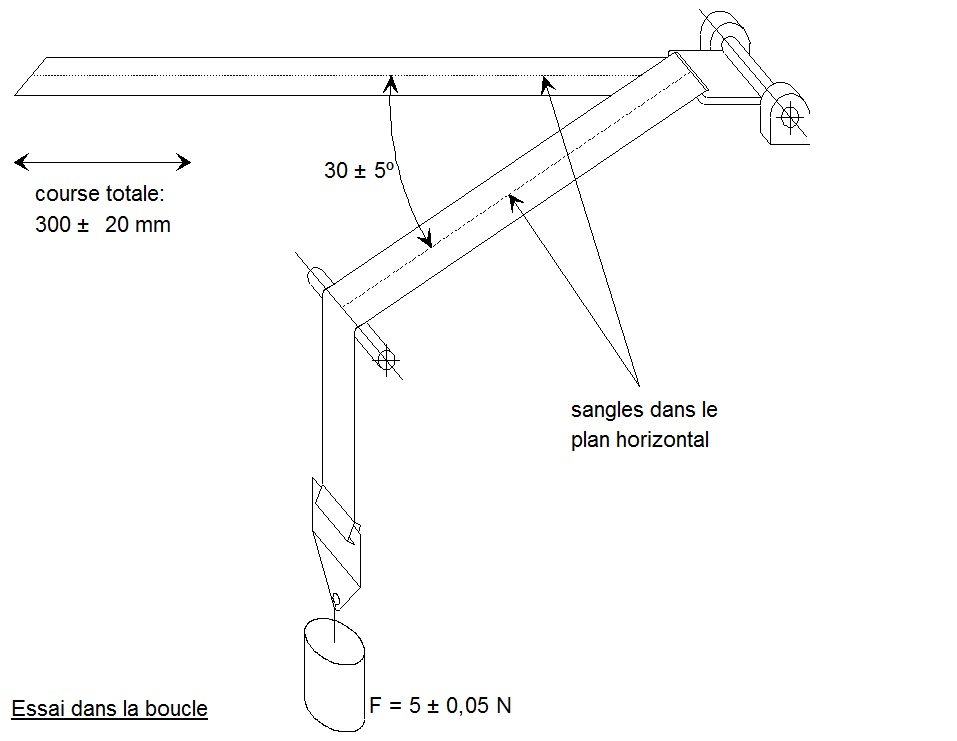 30 ± 5º
course totale:
300 ± 20 mm
sangles dans le
plan horizontal
F = 5 ± 0,05 N
Essai dans la boucle